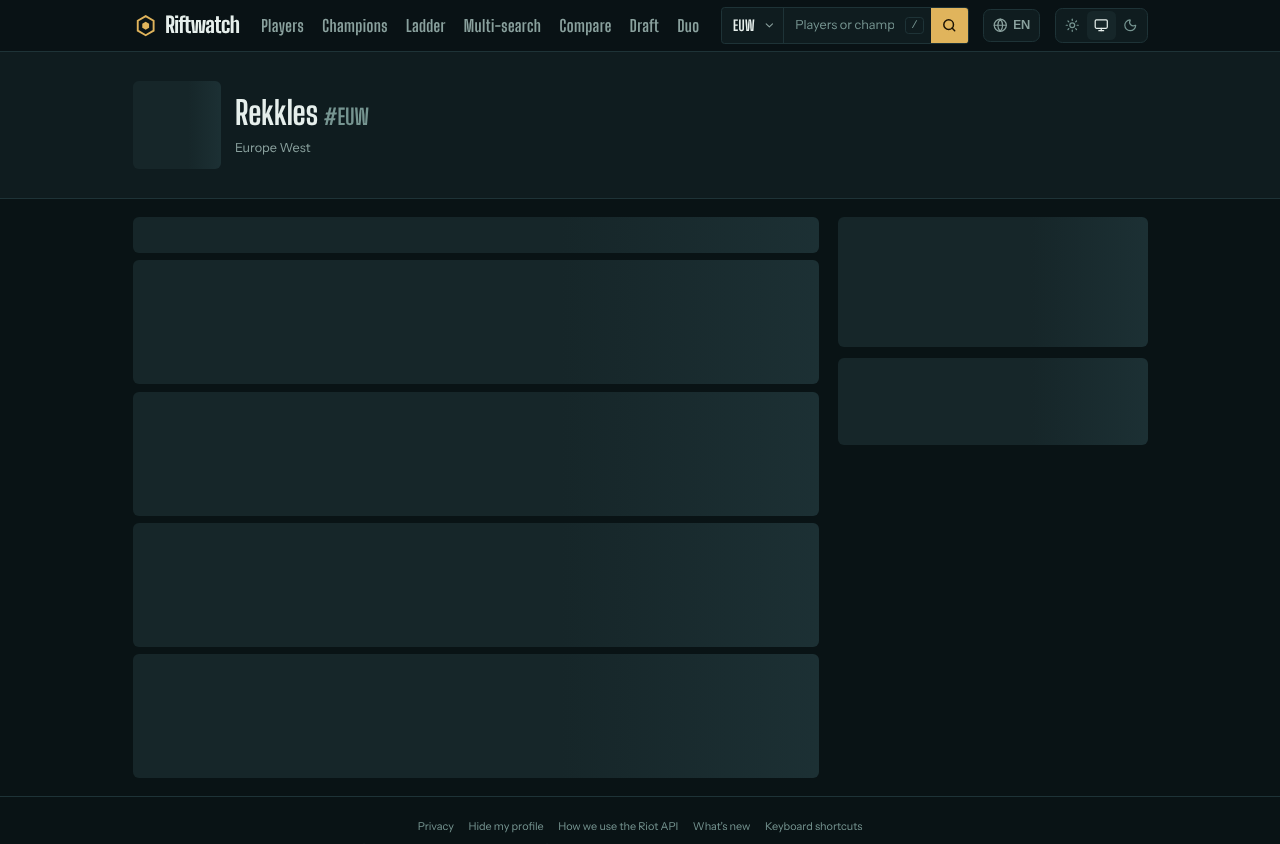 Riftwatch Players Champions Ladder Multi-search Compare Draft Duo EUW Players or champ / EN
Rekkles #EUW
Europe West
Privacy Hide my profile How we use the Riot API What's new Keyboard shortcuts